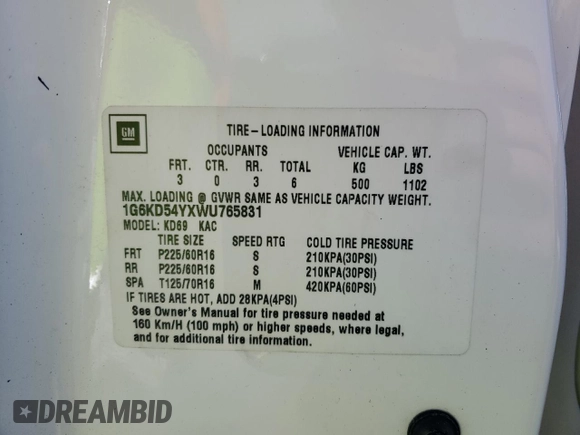 GM
TIRE-LOADING INFORMATION
OCCUPANTS VEHICLE CAP. WT.
FRT. CTR. RR. TOTAL KG LBS
3 0 3 6 500 1102
MAX. LOADING @ GVWR SAME AS VEHICLE CAPACITY WEIGHT.
1G6KD54YXWU765831
MODEL: KD69 KAC
TIRE SIZE SPEED RTG COLD TIRE PRESSURE
FRT P225/60R16 S 210KPA(30PSI)
RR P225/60R16 S 210KPA(30PSI)
SPA T125/70R16 M 420KPA(60PSI)
IF TIRES ARE HOT, ADD 28KPA(4PSI)
See Owner's Manual for tire pressure needed at
160 Km/H (100 mph) or higher speeds, where legal,
and for additional tire information.
DREAMBID